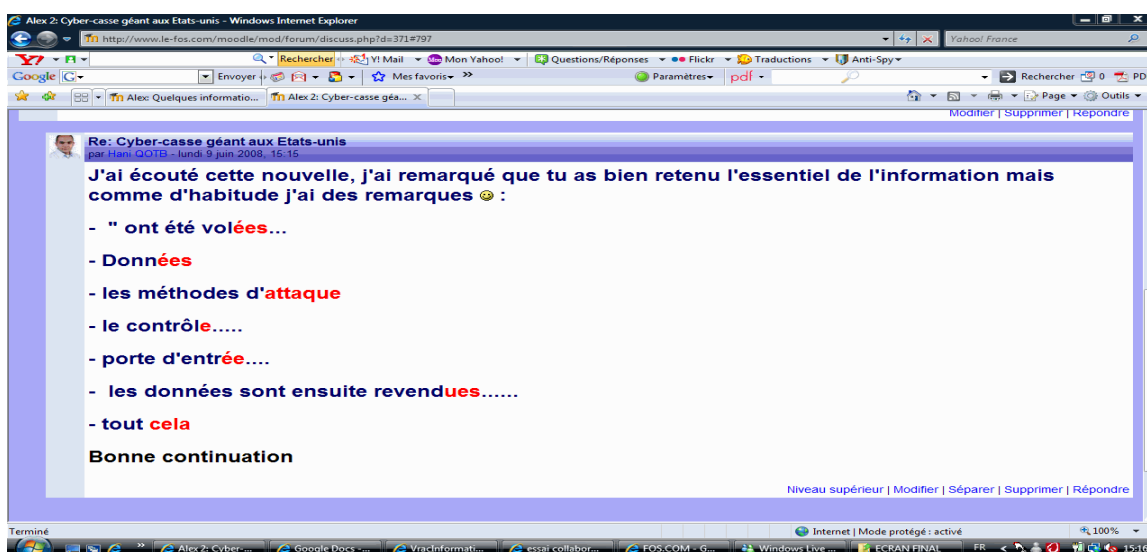 Alex 2: Cyber-casse géant aux Etats-unis - Windows Internet Explorer
http://www.le-fos.com/moodle/mod/forum/discuss.php?d=371#797
Yahoo! France
Rechercher Y! Mail Mon Yahoo! Questions/Réponses Flickr Traductions Anti-Spy
Google G Envoyer Mes favoris Paramètres pdf Rechercher 0 PD
Alex: Quelques informatio... Alex 2: Cyber-casse géa... Page Outils
Modifier | Supprimer | Répondre
Re: Cyber-casse géant aux Etats-unis
par Hani QOTB - lundi 9 juin 2008, 15:15
J'ai écouté cette nouvelle, j'ai remarqué que tu as bien retenu l'essentiel de l'information mais
comme d'habitude j'ai des remarques :
- " ont été volées...
- Données
- les méthodes d'attaque
- le contrôle.....
- porte d'entrée....
- les données sont ensuite revendues......
- tout cela
Bonne continuation
Niveau supérieur | Modifier | Séparer | Supprimer | Répondre
Terminé Internet | Mode protégé : activé 100%
Alex 2: Cyber-... Google Docs -... VracInformati... essai collabor... FOS.COM - G... Windows Live ... ECRAN FINAL FR